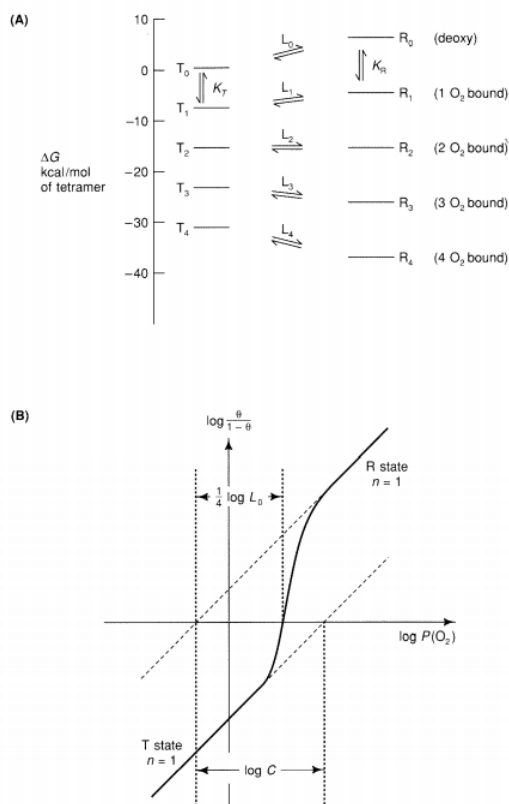 (A)
10
0
-10
-20
-30
-40
ΔG
kcal/mol
of tetramer
T₀
T₁
T₂
T₃
T₄
K_T
L₀
L₁
L₂
L₃
L₄
R₀ (deoxy)
K_R
R₁ (1 O₂ bound)
R₂ (2 O₂ bound)
R₃ (3 O₂ bound)
R₄ (4 O₂ bound)
(B)
log θ/1 − θ
R state
n = 1
1/4 log L₀
log P(O₂)
T state
n = 1
log C